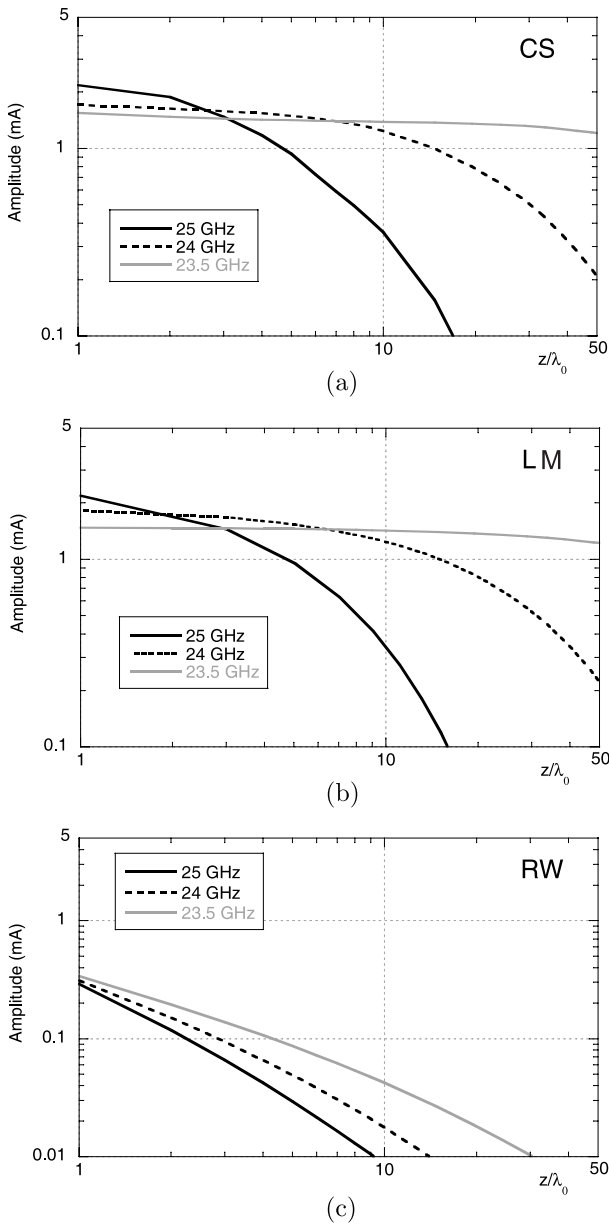 5
CS
1
Amplitude (mA)
25 GHz
24 GHz
23.5 GHz
0.1
1
10
z/λ₀
50
(a)
5
LM
1
Amplitude (mA)
25 GHz
24 GHz
23.5 GHz
0.1
1
10
z/λ₀
50
(b)
5
25 GHz
24 GHz
23.5 GHz
RW
1
Amplitude (mA)
0.1
0.01
1
10
z/λ₀
50
(c)